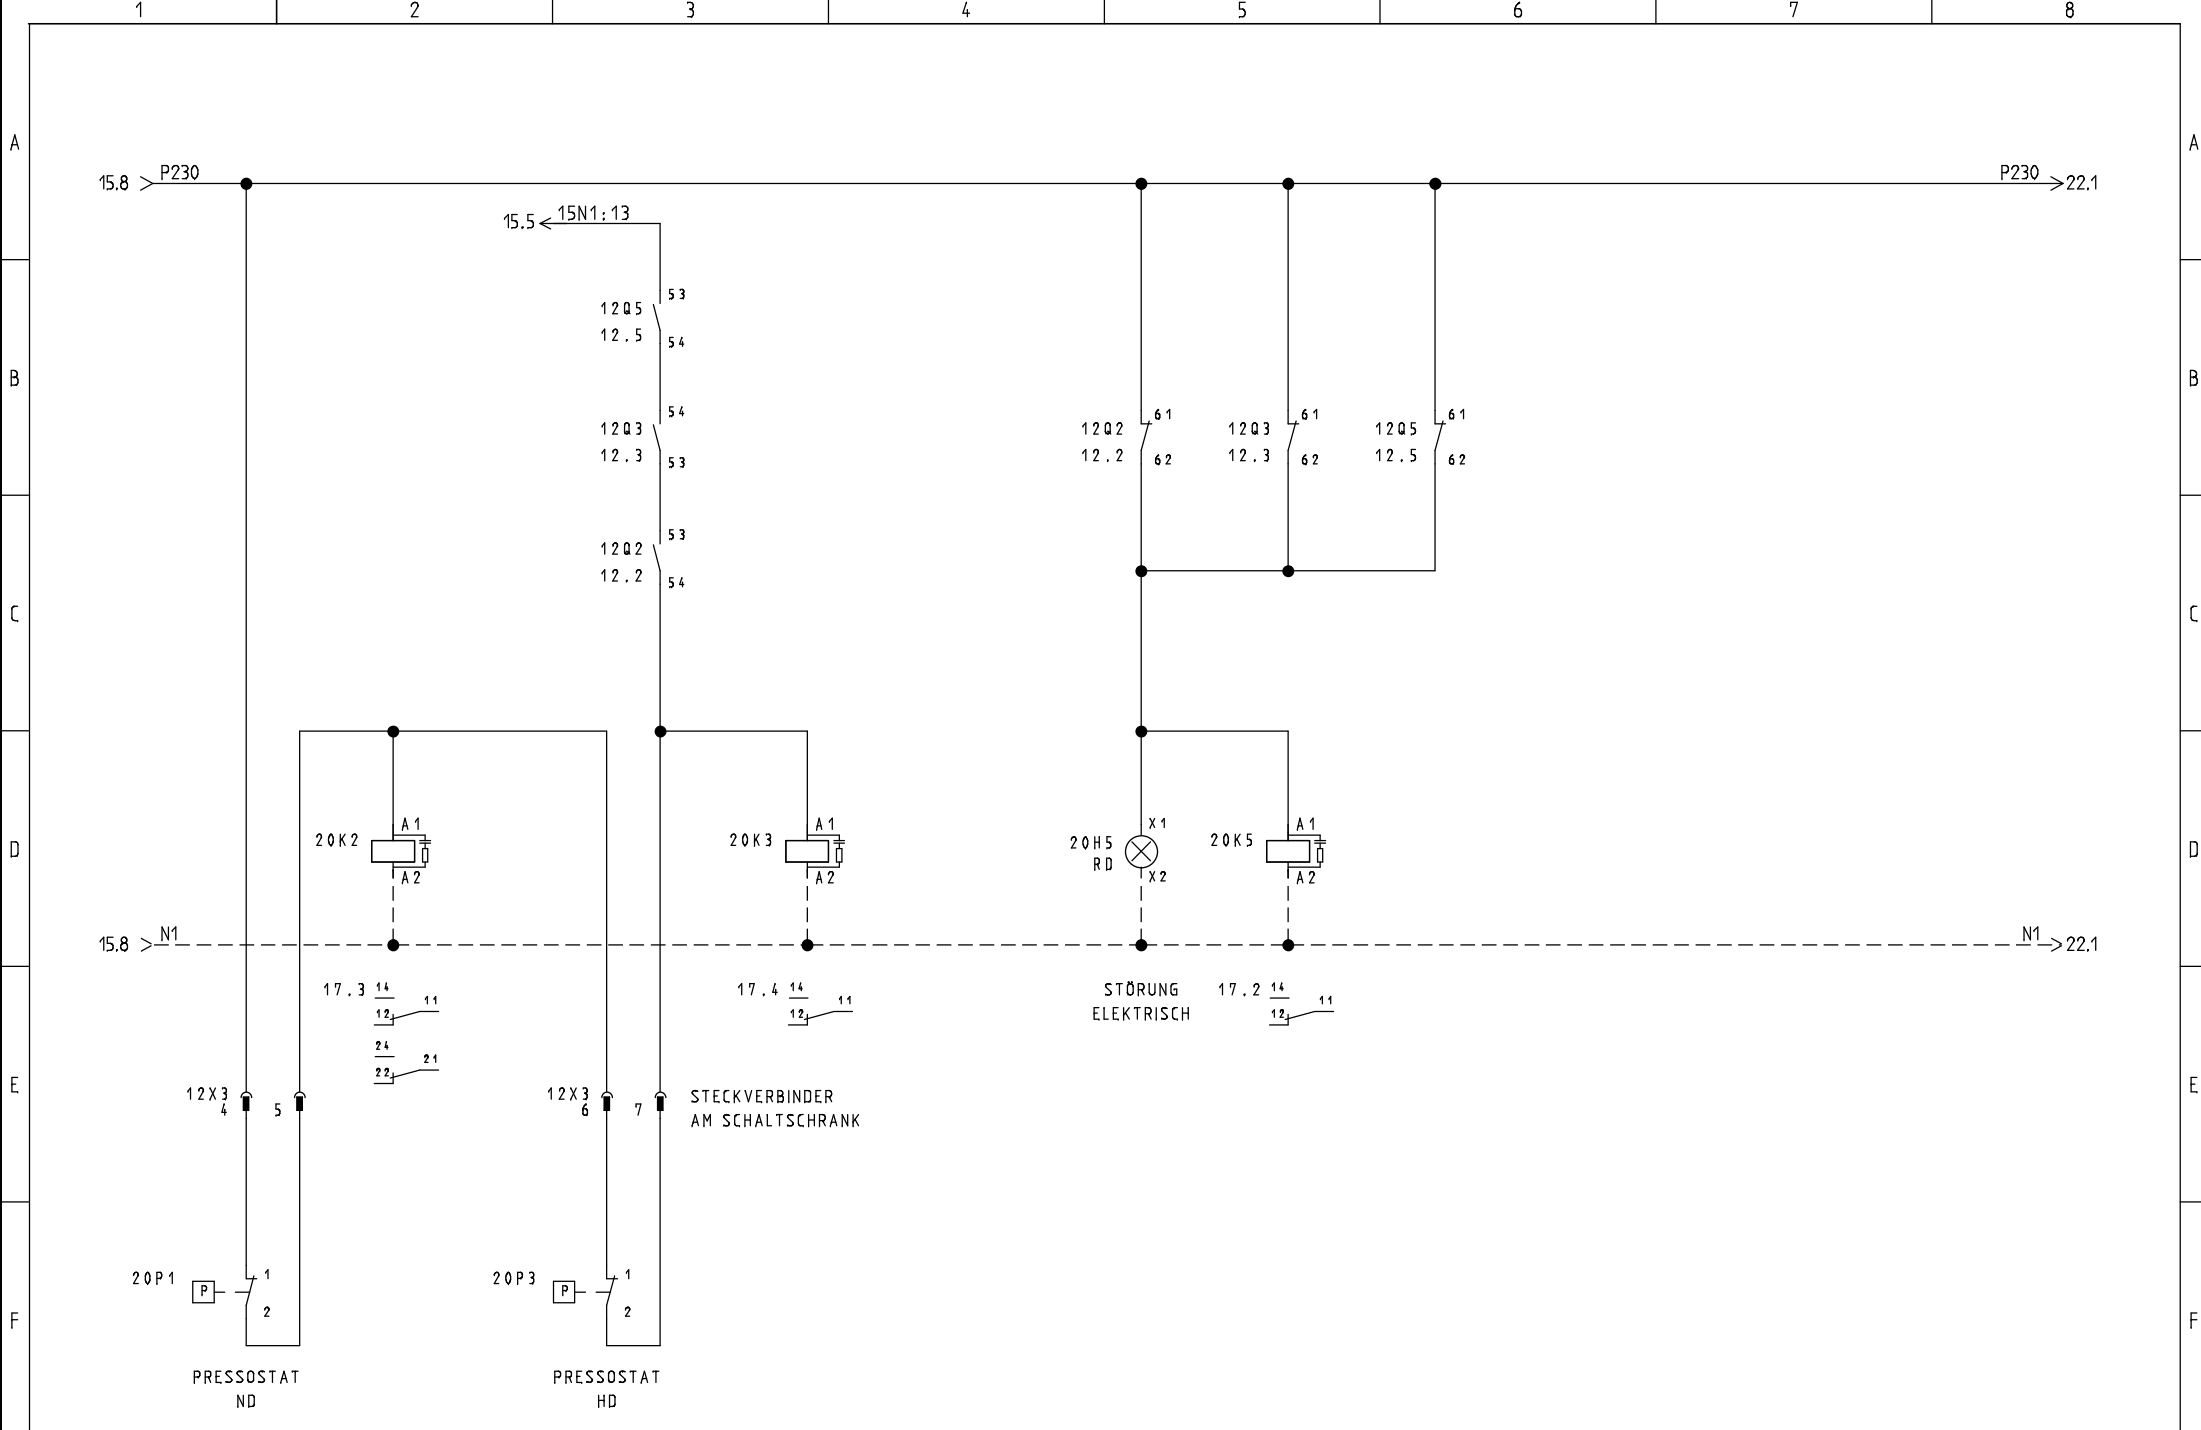 1 2 3 4 5 6 7 8
A A
15.8 P230 P230 22.1
15.5 15N1:13
53
12Q5
12.5 54
B B
54 61 61 61
12Q3 12Q2 12Q3 12Q5
12.3 53 12.2 62 12.3 62 12.5 62
53
12Q2
12.2 54
C C
A1 A1 X1 A1
20K2 20K3 20H5 20K5
D D
RD
A2 A2 X2 A2
15.8 N1 N1 22.1
17.3 14 17.4 14 STÖRUNG 17.2 14
11 11 11
12 12 ELEKTRISCH 12
24
21
22
E E
12X3 12X3 STECKVERBINDER
4 5 6 7
AM SCHALTSCHRANK
20P1 1 20P3 1
P P
2 2
F F
PRESSOSTAT PRESSOSTAT
ND HD